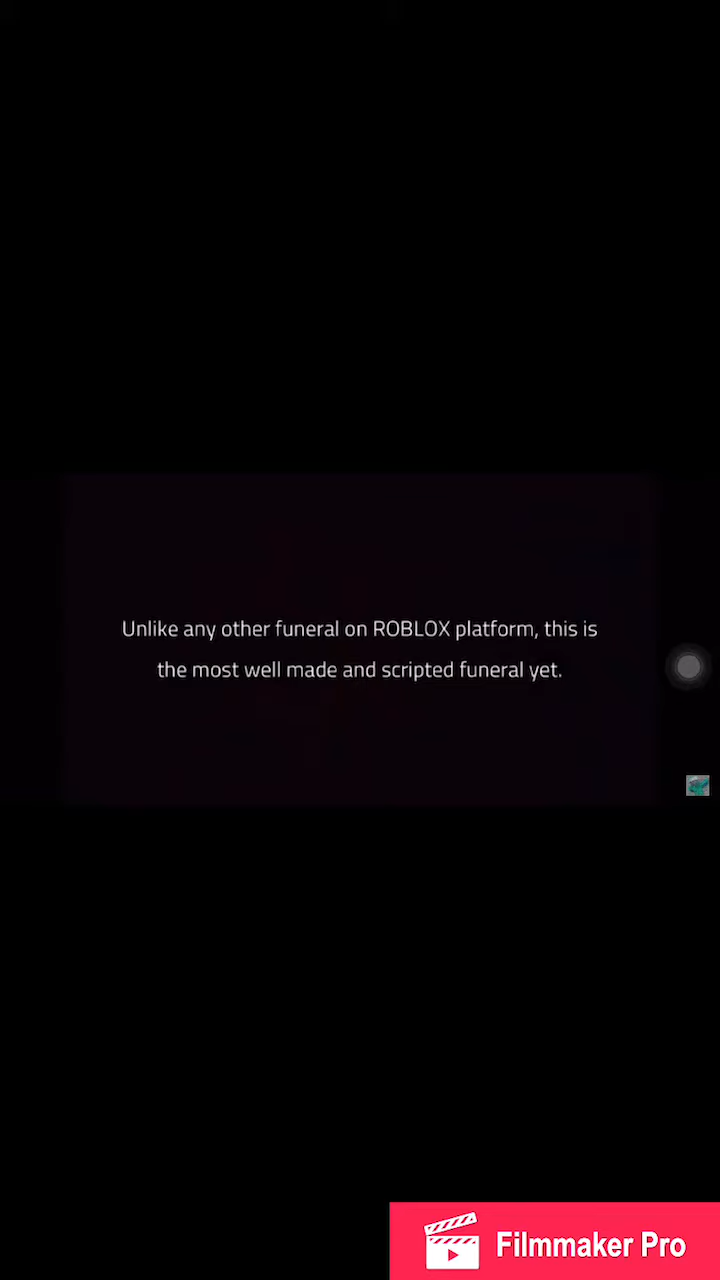 Unlike any other funeral on ROBLOX platform, this is
the most well made and scripted funeral yet.
Filmmaker Pro